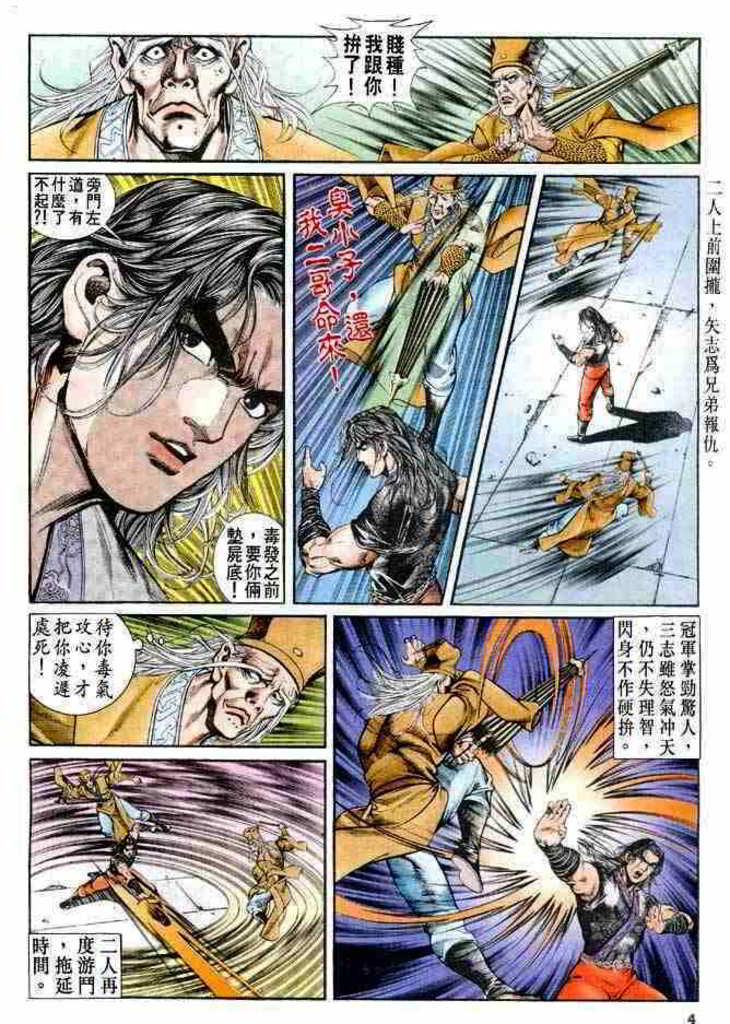 賤種！
我跟你
拚了！
二人上前圍攏，矢志爲兄弟報仇。
旁門左
道，有
什麼了
不起?!
臭小子，還
我二哥命來！
毒發之前
，要你倆
墊屍底！
待你毒氣
攻心，才
把你凌遲
處死！
冠軍掌勁驚人，
三志雖怒氣沖天
，仍不失理智，
閃身不作硬拚。
二人再
度游鬥
，拖延
時間。
4